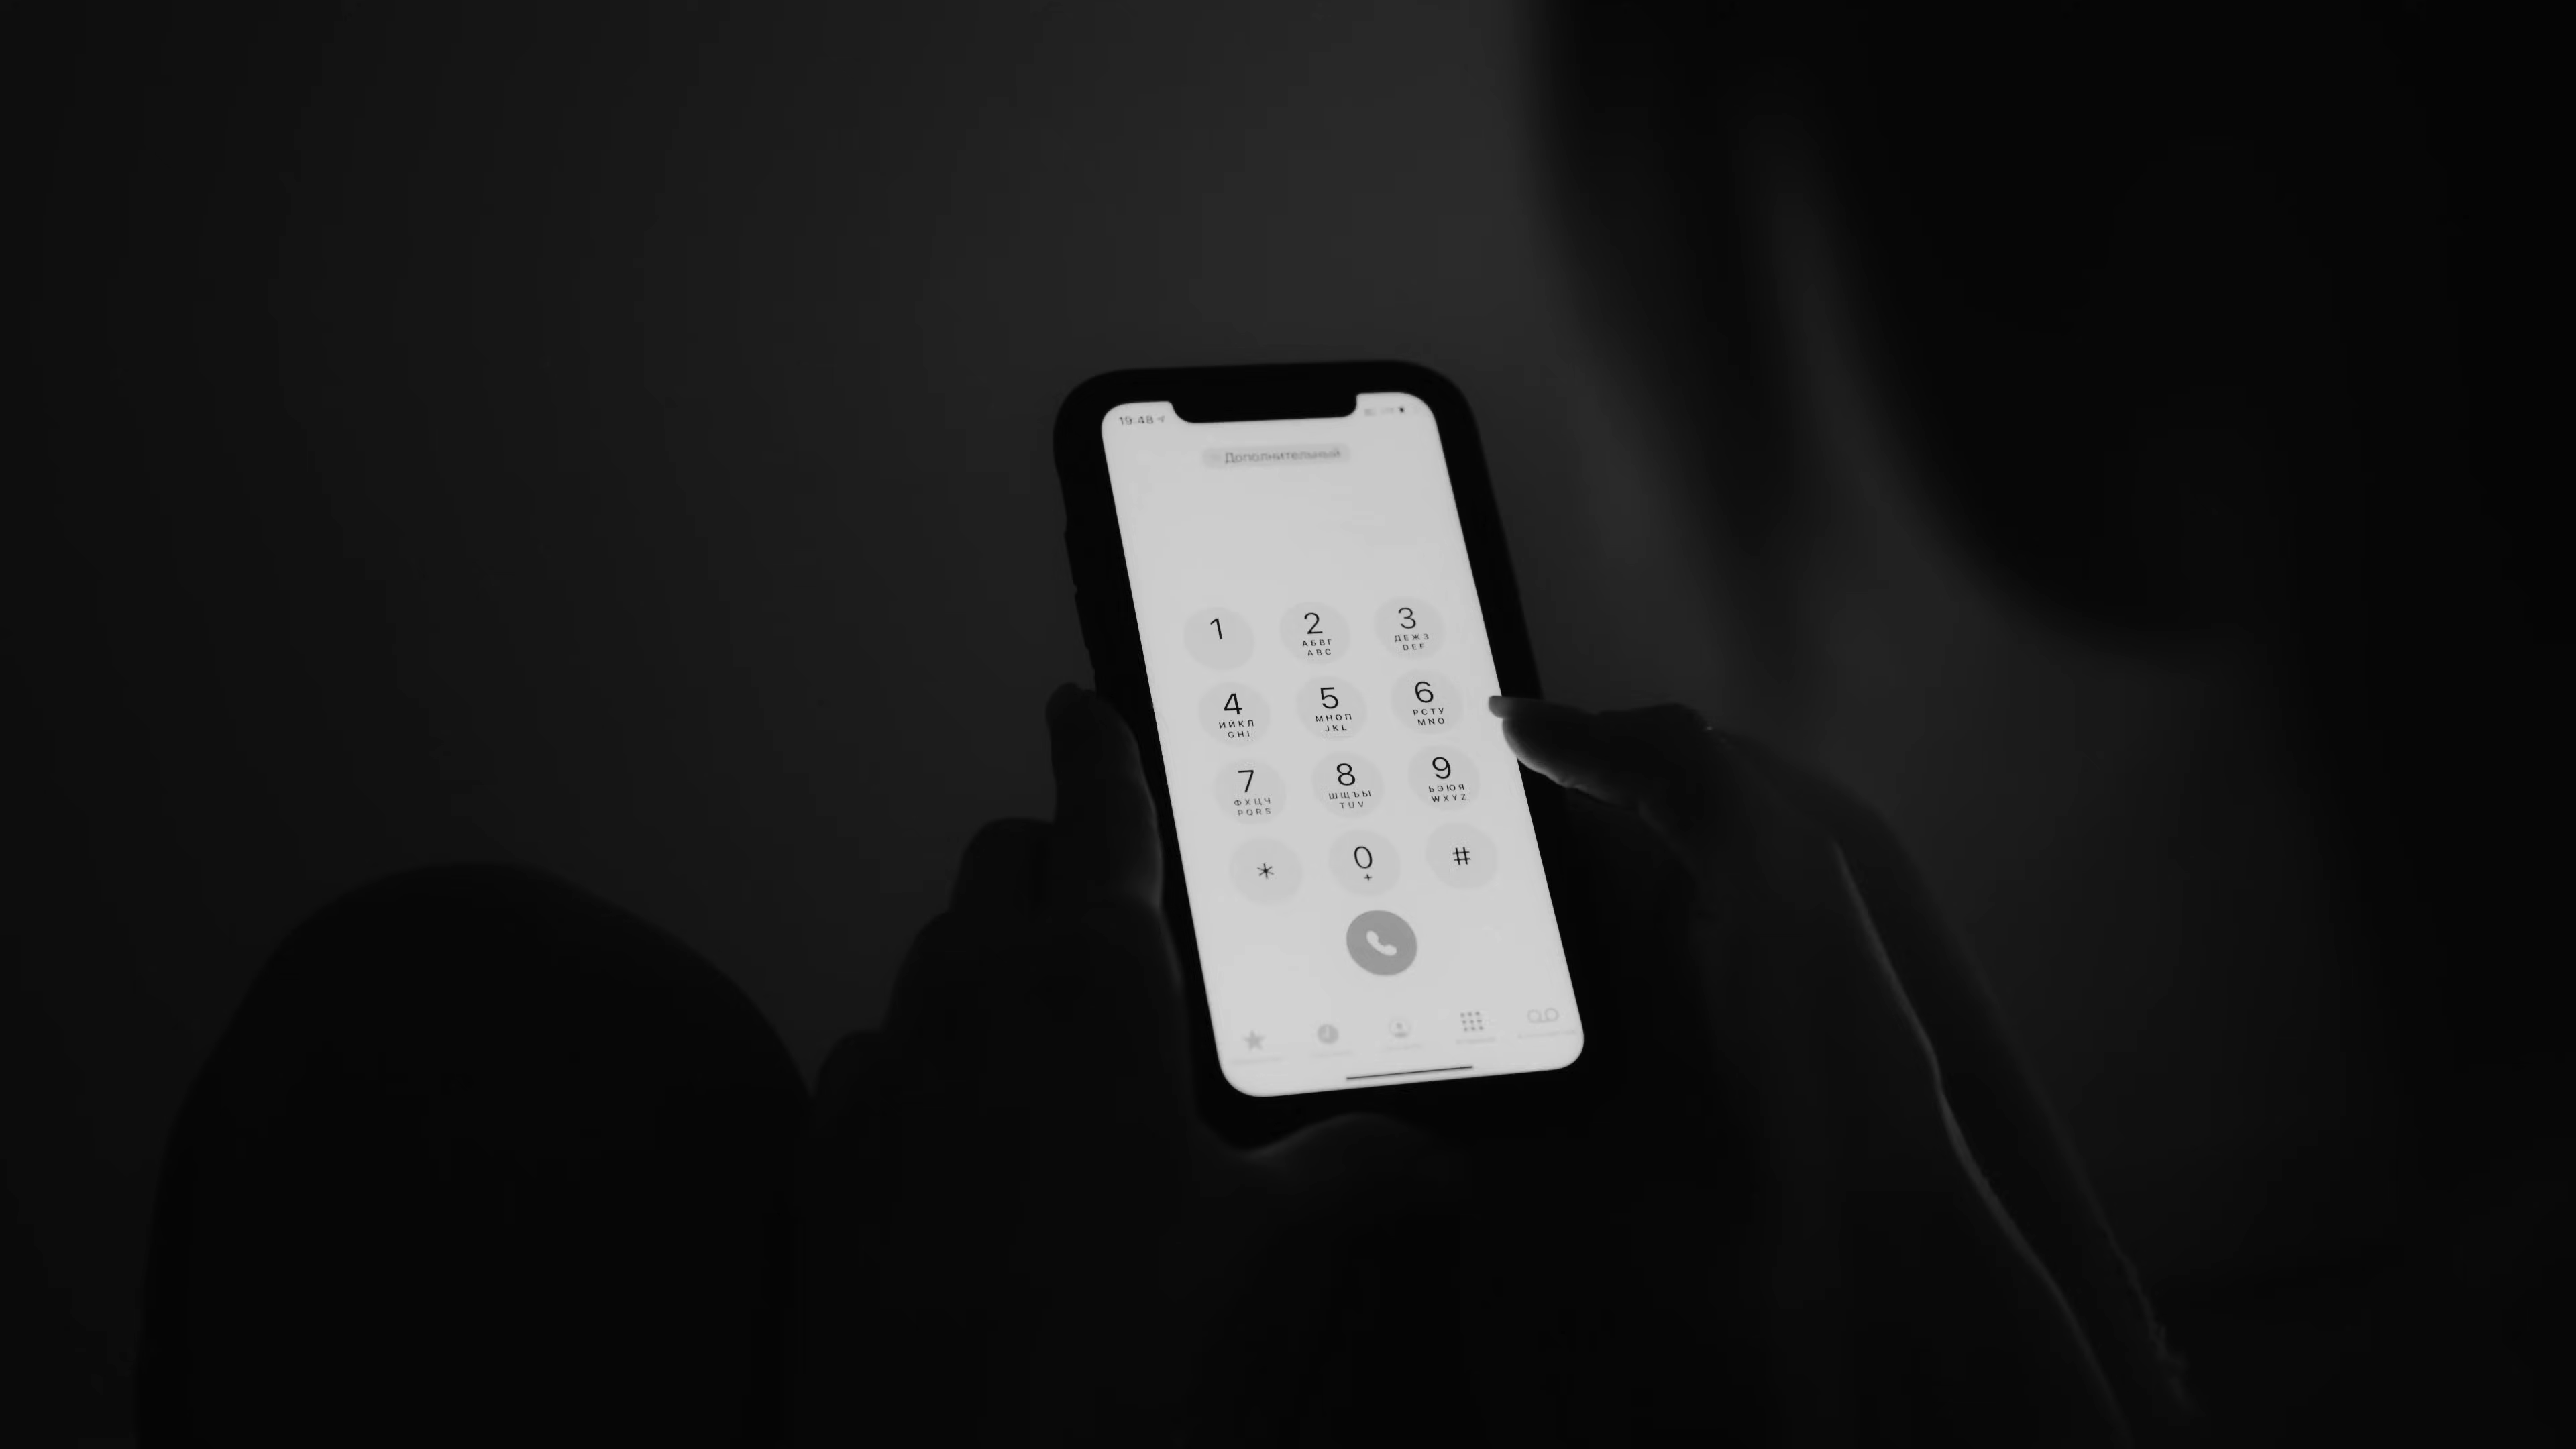 19:48
Дополнительный
1 2 3
АБВГ ДЕЖЗ
ABC DEF
4 5 6
ИЙКЛ МНОП РСТУ
GHI JKL MNO
7 8 9
ФХЦЧ ШЩЪЫ ЬЭЮЯ
PQRS TUV WXYZ
* 0 #
+